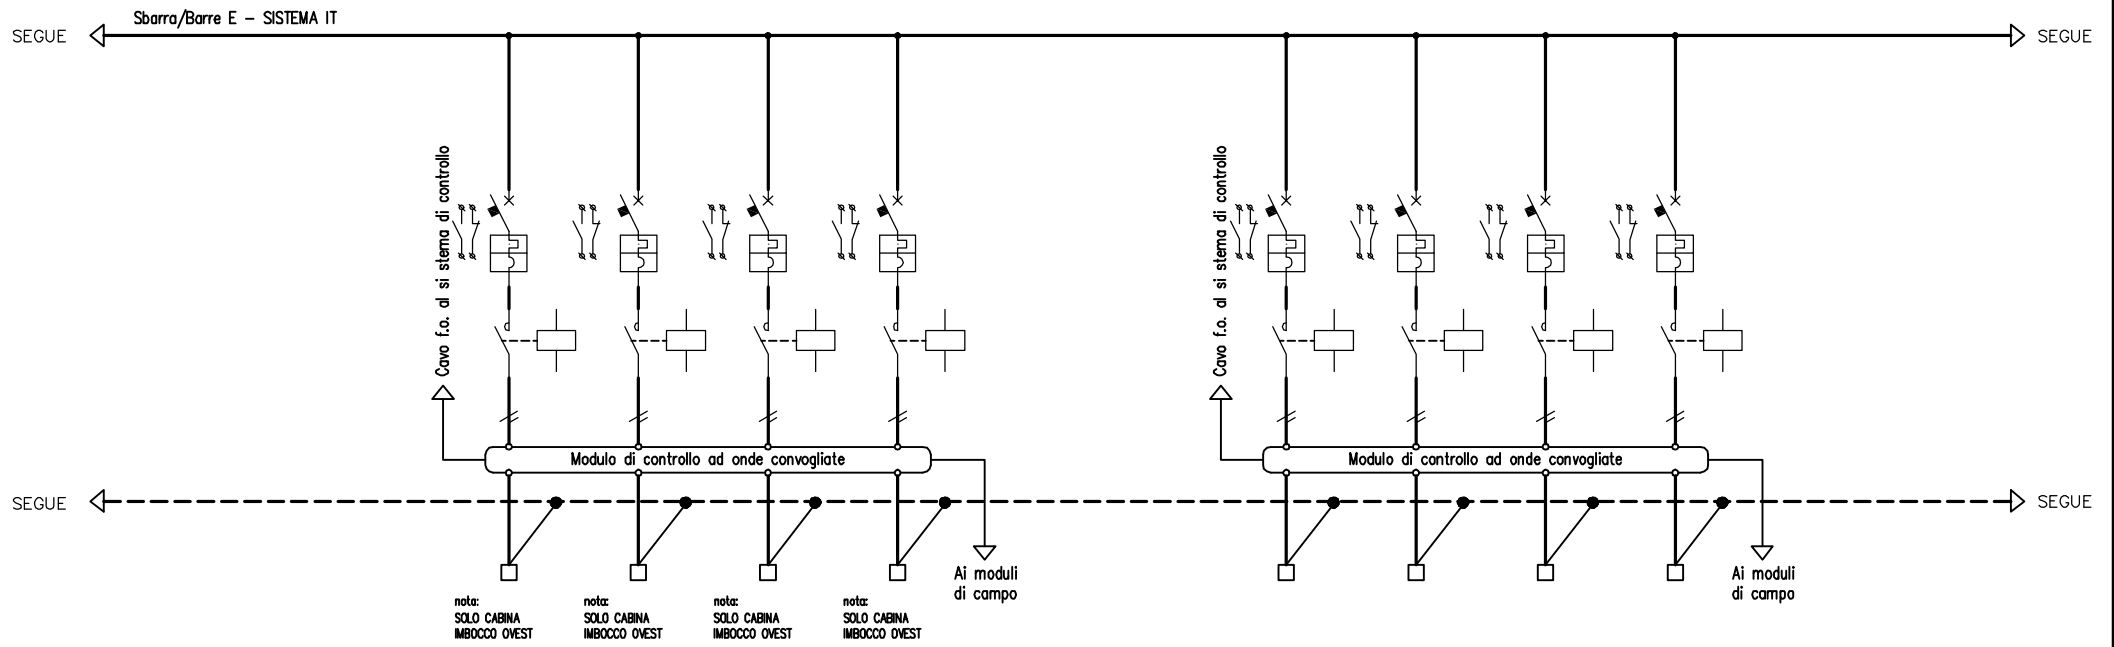 Sbarra/Barre E - SISTEMA IT
SEGUE
SEGUE
Cavo f.o. al si stema di controllo
Cavo f.o. al si stema di controllo
Modulo di controllo ad onde convogliate
Modulo di controllo ad onde convogliate
SEGUE
SEGUE
Ai moduli
di campo
Ai moduli
di campo
nota:
SOLO CABINA
IMBOCCO OVEST
nota:
SOLO CABINA
IMBOCCO OVEST
nota:
SOLO CABINA
IMBOCCO OVEST
nota:
SOLO CABINA
IMBOCCO OVEST